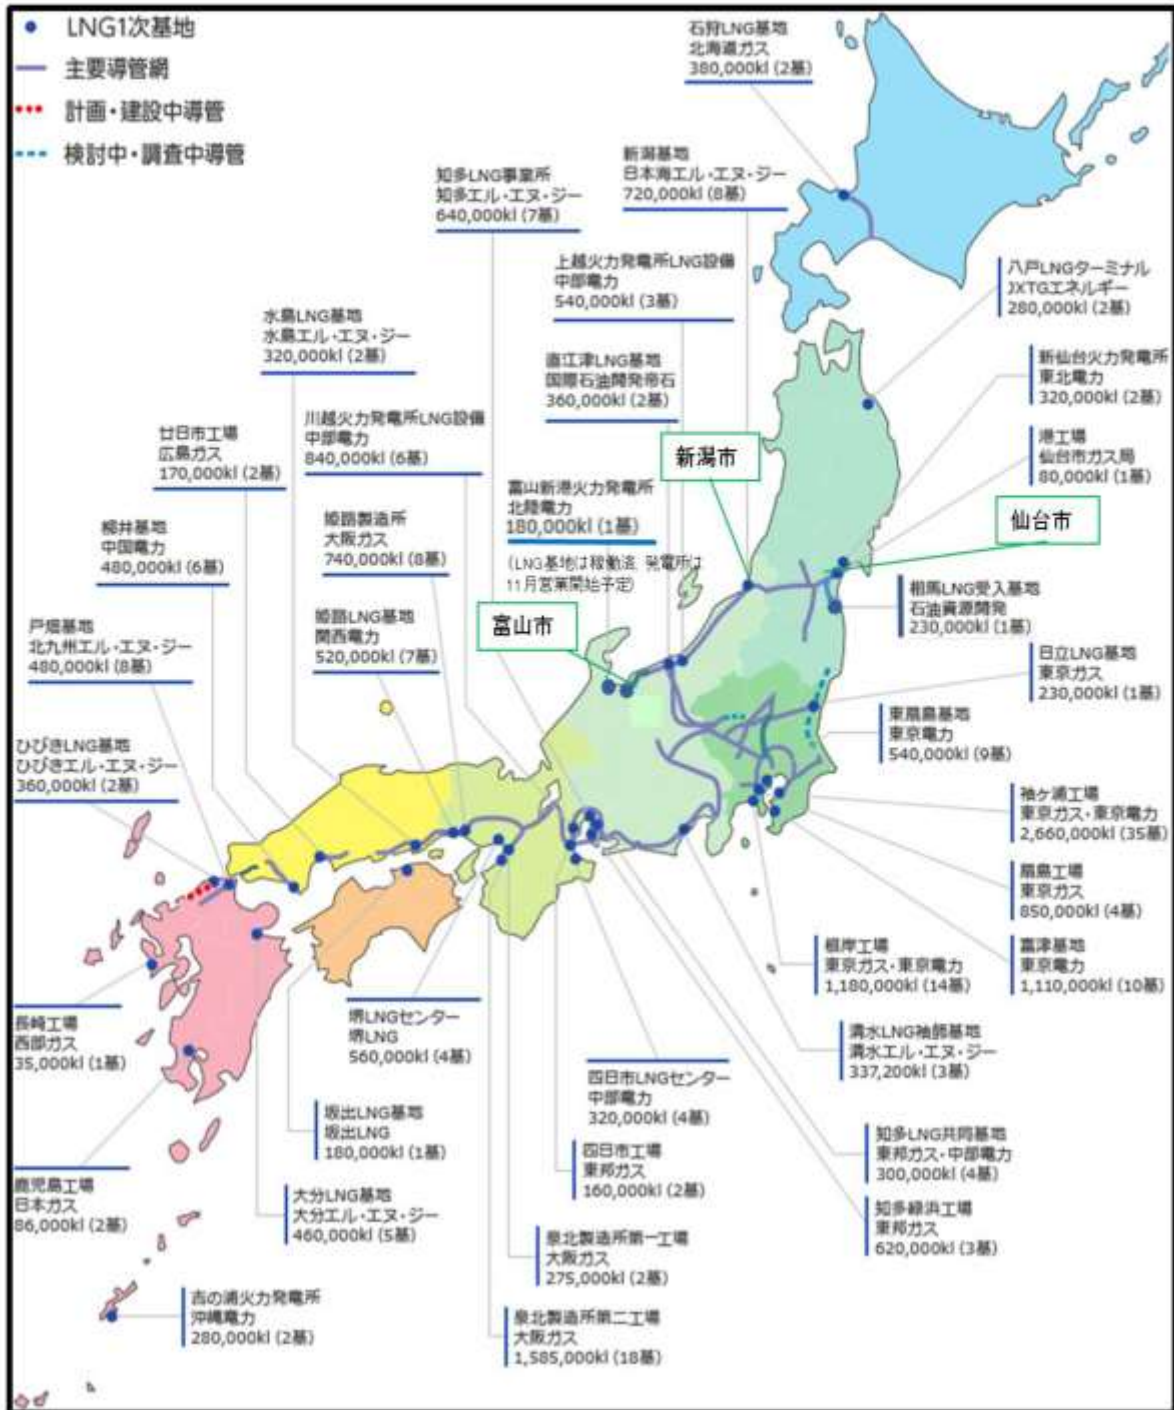 LNG1次基地
主要導管網
計画・建設中導管
検討中・調査中導管
石狩LNG基地
北海道ガス
380,000kl (2基)
新潟基地
日本海エル・エヌ・ジー
720,000kl (8基)
知多LNG事業所
知多エル・エヌ・ジー
640,000kl (7基)
上越火力発電所LNG設備
中部電力
540,000kl (3基)
八戸LNGターミナル
JXTGエネルギー
280,000kl (2基)
水島LNG基地
水島エル・エヌ・ジー
320,000kl (2基)
直江津LNG基地
国際石油開発帝石
360,000kl (2基)
新仙台火力発電所
東北電力
320,000kl (2基)
川越火力発電所LNG設備
中部電力
840,000kl (6基)
廿日市工場
広島ガス
170,000kl (2基)
新潟市
港工場
仙台市ガス局
80,000kl (1基)
富山新港火力発電所
北陸電力
180,000kl (1基)
(LNG基地は稼働済、発電所は
11月営業開始予定)
仙台市
姫路製造所
大阪ガス
740,000kl (8基)
柳井基地
中国電力
480,000kl (6基)
相馬LNG受入基地
石油資源開発
230,000kl (1基)
富山市
姫路LNG基地
関西電力
520,000kl (7基)
戸畑基地
北九州エル・エヌ・ジー
480,000kl (8基)
日立LNG基地
東京ガス
230,000kl (1基)
東扇島基地
東京電力
540,000kl (9基)
ひびきLNG基地
ひびきエル・エヌ・ジー
360,000kl (2基)
袖ケ浦工場
東京ガス・東京電力
2,660,000kl (35基)
扇島工場
東京ガス
850,000kl (4基)
根岸工場
東京ガス・東京電力
1,180,000kl (14基)
富津基地
東京電力
1,110,000kl (10基)
長崎工場
西部ガス
35,000kl (1基)
堺LNGセンター
堺LNG
560,000kl (4基)
清水LNG袖師基地
清水エル・エヌ・ジー
337,200kl (3基)
四日市LNGセンター
中部電力
320,000kl (4基)
坂出LNG基地
坂出LNG
180,000kl (1基)
知多LNG共同基地
東邦ガス・中部電力
300,000kl (4基)
四日市工場
東邦ガス
160,000kl (2基)
鹿児島工場
日本ガス
86,000kl (2基)
大分LNG基地
大分エル・エヌ・ジー
460,000kl (5基)
知多緑浜工場
東邦ガス
620,000kl (3基)
泉北製造所第一工場
大阪ガス
275,000kl (2基)
吉の浦火力発電所
沖縄電力
280,000kl (2基)
泉北製造所第二工場
大阪ガス
1,585,000kl (18基)